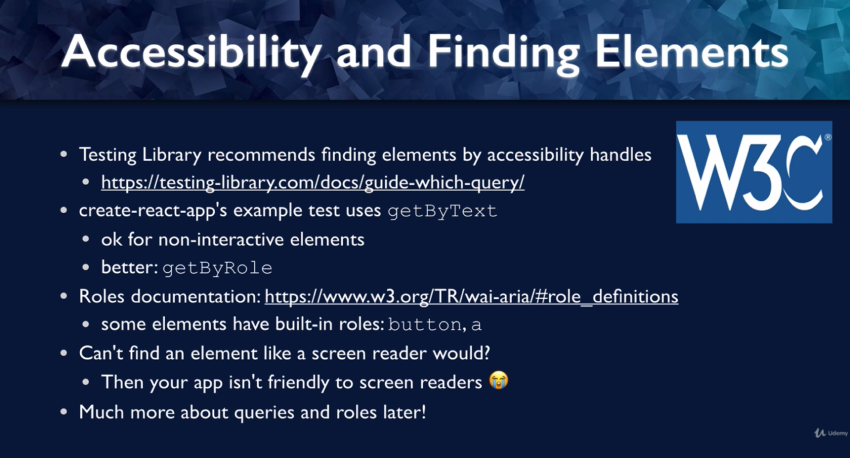 Accessibility and Finding Elements
• Testing Library recommends finding elements by accessibility handles
W3C®
• https://testing-library.com/docs/guide-which-query/
• create-react-app's example test uses getByText
• ok for non-interactive elements
• better: getByRole
• Roles documentation: https://www.w3.org/TR/wai-aria/#role_definitions
• some elements have built-in roles: button, a
• Can't find an element like a screen reader would?
• Then your app isn't friendly to screen readers 😭
• Much more about queries and roles later!
Udemy